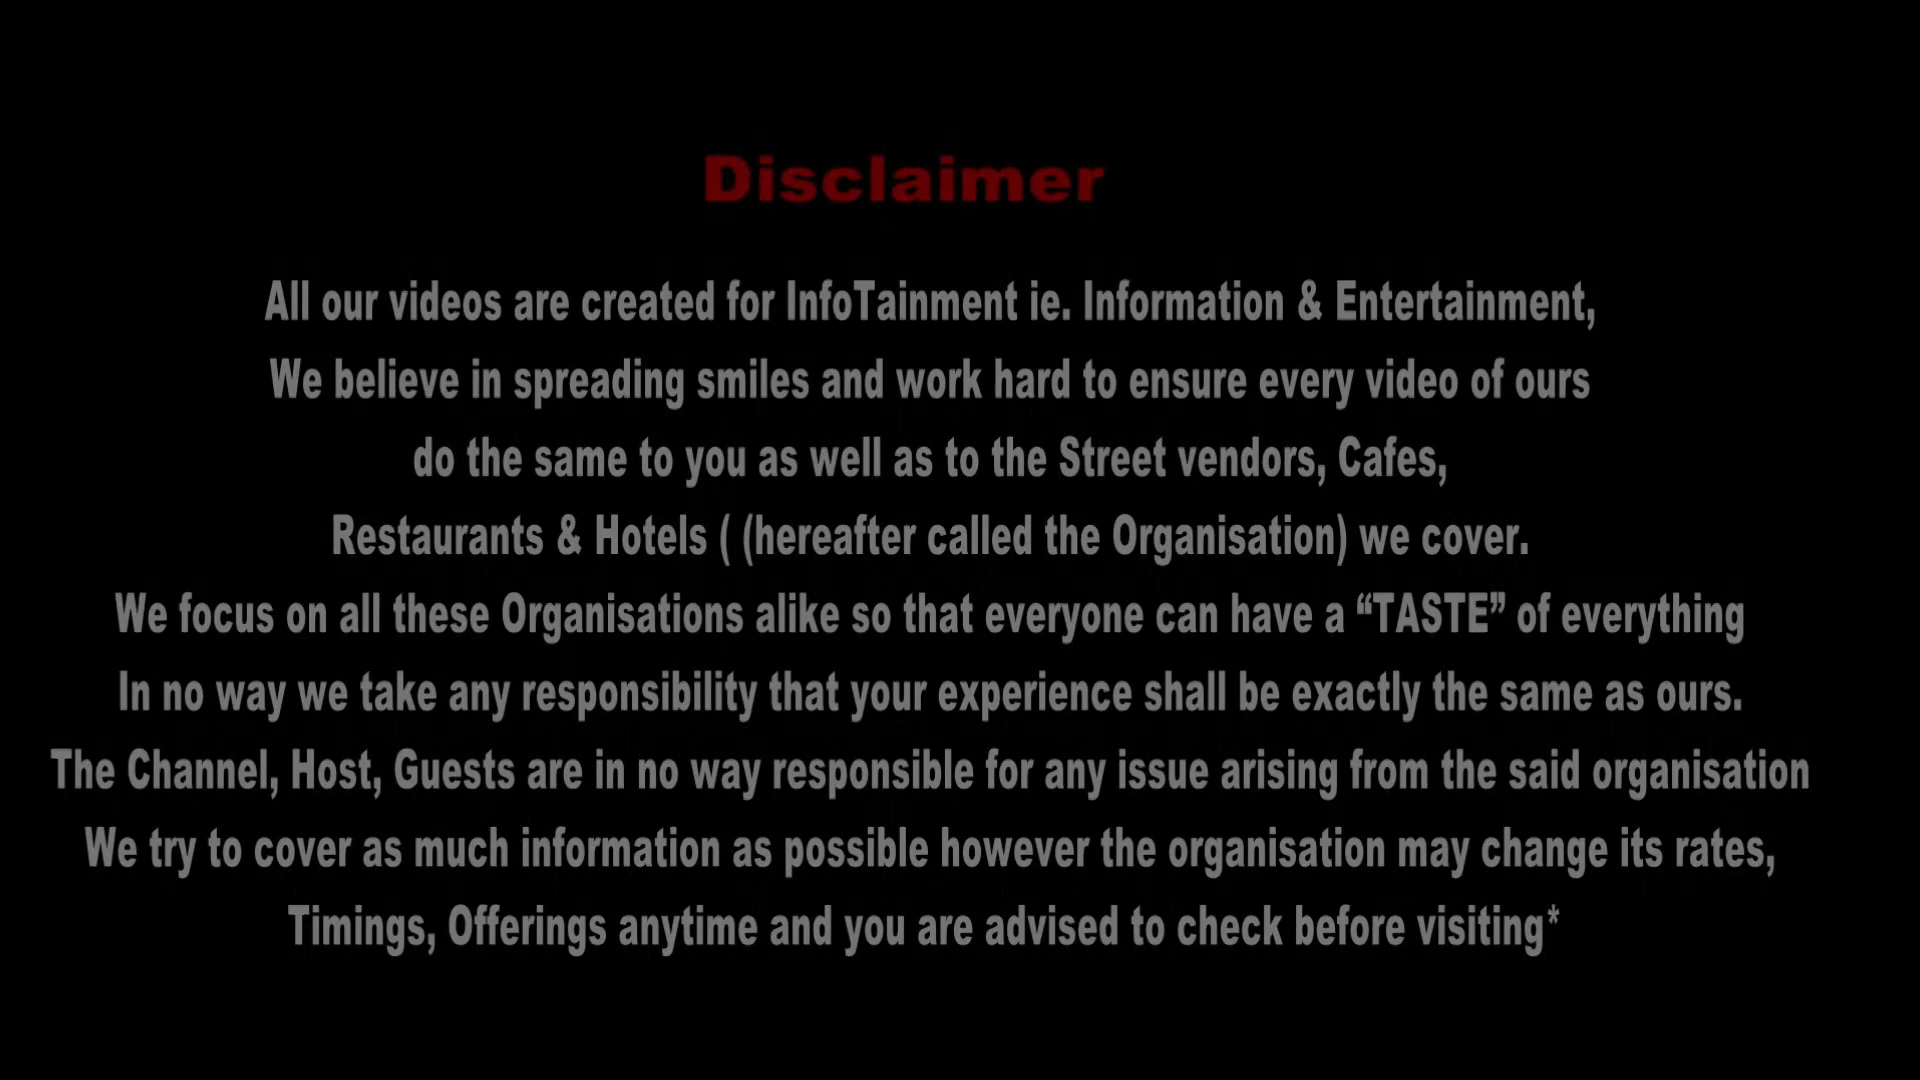 Disclaimer
All our videos are created for InfoTainment ie. Information & Entertainment,
We believe in spreading smiles and work hard to ensure every video of ours
do the same to you as well as to the Street vendors, Cafes,
Restaurants & Hotels ( (hereafter called the Organisation) we cover.
We focus on all these Organisations alike so that everyone can have a “TASTE” of everything
In no way we take any responsibility that your experience shall be exactly the same as ours.
The Channel, Host, Guests are in no way responsible for any issue arising from the said organisation
We try to cover as much information as possible however the organisation may change its rates,
Timings, Offerings anytime and you are advised to check before visiting*